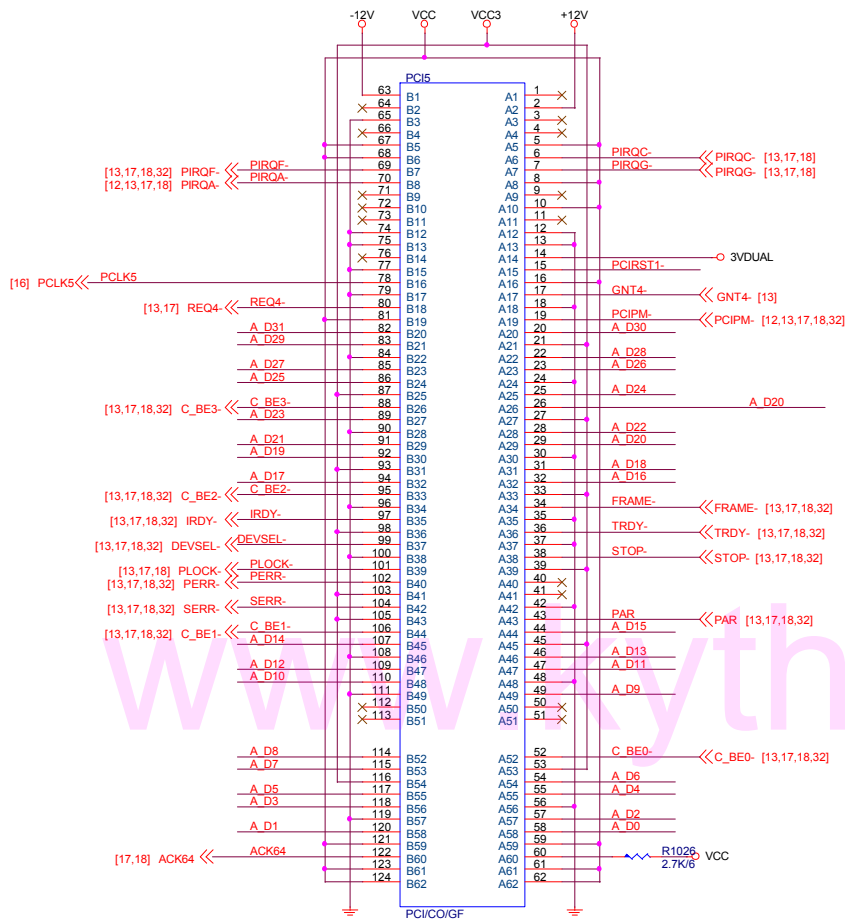 -12V VCC VCC3 +12V
PCI5
63 B1 A1 1
64 B2 A2 2
65 B3 A3 3
66 B4 A4 4
67 B5 A5 5
68 B6 A6 6 PIRQC- PIRQC- [13,17,18]
[13,17,18,32] PIRQF- PIRQF- 69 B7 A7 7 PIRQG- PIRQG- [13,17,18]
[12,13,17,18] PIRQA- PIRQA- 70 B8 A8 8
71 B9 A9 9
72 B10 A10 10
73 B11 A11 11
74 B12 A12 12
75 B13 A13 13
76 B14 A14 14 3VDUAL
77 B15 A15 15 PCIRST1-
[16] PCLK5 PCLK5 78 B16 A16 16
79 B17 A17 17 GNT4- GNT4- [13]
[13,17] REQ4- REQ4- 80 B18 A18 18
81 B19 A19 19 PCIPM- PCIPM- [12,13,17,18,32]
A_D31 82 B20 A20 20 A_D30
A_D29 83 B21 A21 21
84 B22 A22 22 A_D28
A_D27 85 B23 A23 23 A_D26
A_D25 86 B24 A24 24
87 B25 A25 25 A_D24
[13,17,18,32] C_BE3- C_BE3- 88 B26 A26 26 A_D20
A_D23 89 B27 A27 27
90 B28 A28 28 A_D22
A_D21 91 B29 A29 29 A_D20
A_D19 92 B30 A30 30
93 B31 A31 31 A_D18
A_D17 94 B32 A32 32 A_D16
[13,17,18,32] C_BE2- C_BE2- 95 B33 A33 33
96 B34 A34 34 FRAME- FRAME- [13,17,18,32]
[13,17,18,32] IRDY- IRDY- 97 B35 A35 35
98 B36 A36 36 TRDY- TRDY- [13,17,18,32]
[13,17,18,32] DEVSEL- DEVSEL- 99 B37 A37 37
100 B38 A38 38 STOP- STOP- [13,17,18,32]
[13,17,18] PLOCK- PLOCK- 101 B39 A39 39
[13,17,18,32] PERR- PERR- 102 B40 A40 40
103 B41 A41 41
[13,17,18,32] SERR- SERR- 104 B42 A42 42
105 B43 A43 43 PAR PAR [13,17,18,32]
[13,17,18,32] C_BE1- C_BE1- 106 B44 A44 44 A_D15
A_D14 107 B45 A45 45
108 B46 A46 46 A_D13
A_D12 109 B47 A47 47 A_D11
A_D10 110 B48 A48 48
111 B49 A49 49 A_D9
112 B50 A50 50
113 B51 A51 51
www.kyth
A_D8 114 B52 A52 52 C_BE0- C_BE0- [13,17,18,32]
A_D7 115 B53 A53 53
116 B54 A54 54 A_D6
A_D5 117 B55 A55 55 A_D4
A_D3 118 B56 A56 56
119 B57 A57 57 A_D2
A_D1 120 B58 A58 58 A_D0
121 B59 A59 59
[17,18] ACK64 ACK64 122 B60 A60 60 R1026 VCC
123 B61 A61 61 2.7K/6
124 B62 A62 62
PCI/CO/GF